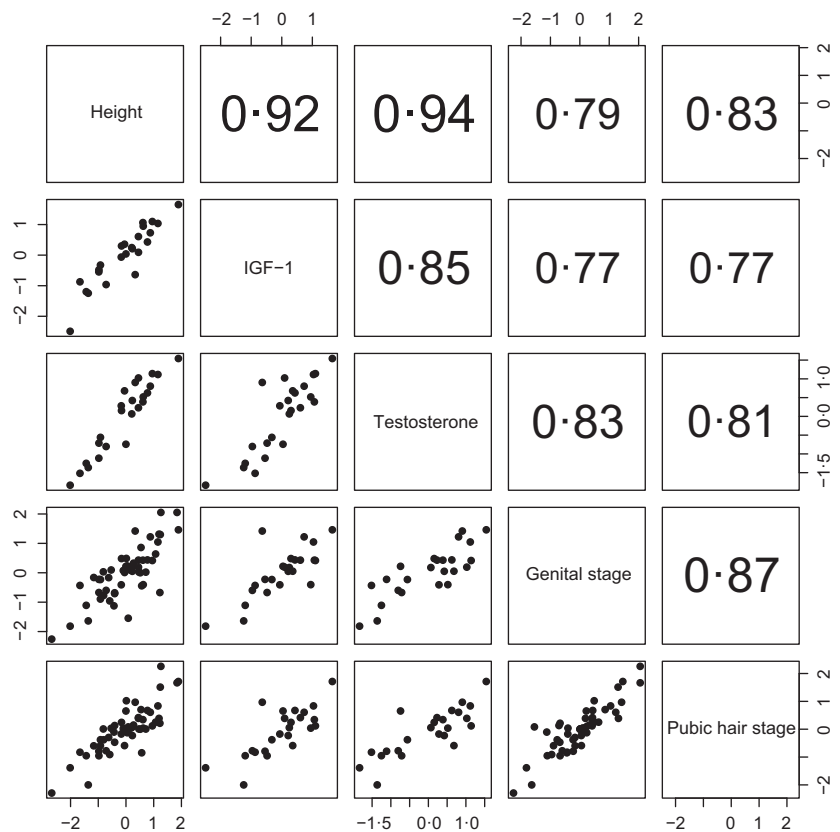 −2 −1 0 1 −2 −1 0 1 2
Height 0·92 0·94 0·79 0·83 −2 0 1 2
−2 −1 0 1 IGF−1 0·85 0·77 0·77
Testosterone 0·83 0·81 −1·5 0·0 1·0
−2 −1 0 1 2 Genital stage 0·87
Pubic hair stage −2 0 1 2
−2 0 1 2 −1·5 0·0 1·0 −2 −1 0 1 2